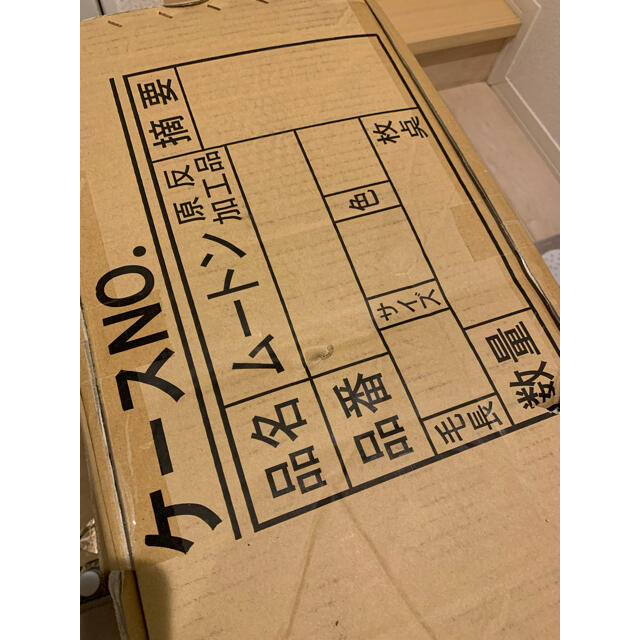 ケースNO.
品名 ムートン 原反 加工品 摘要
品番 色
毛長 サイズ
数量 枚点